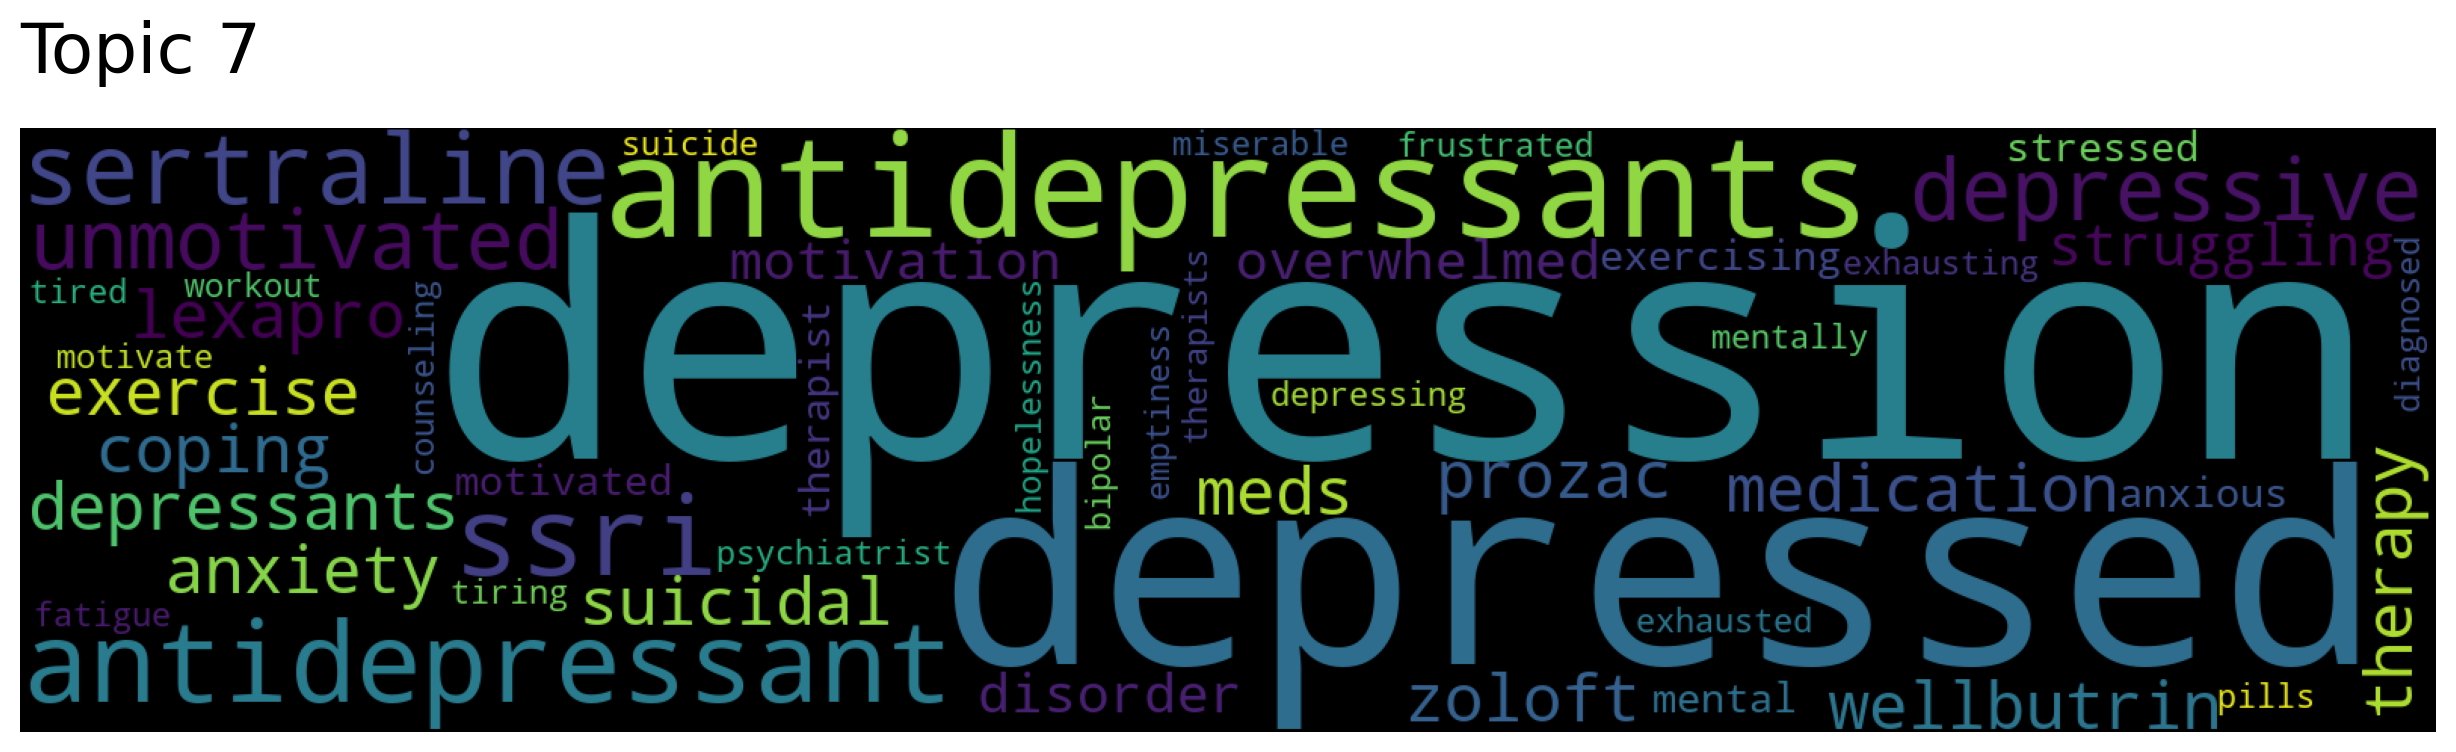 Topic 7
suicide
miserable
frustrated
stressed
sertraline
antidepressants
depressive
unmotivated
motivation
overwhelmed
exercising
exhausting
struggling
tired
workout
lexapro
counseling
depression
therapist
hopelessness
therapists
emptiness
bipolar
mentally
depressing
diagnosed
motivate
exercise
coping
depressants
motivated
ssri
meds
prozac
medication
anxious
therapy
anxiety
tiring
psychiatrist
suicidal
depressed
fatigue
exhausted
antidepressant
disorder
zoloft
mental
wellbutrin
pills